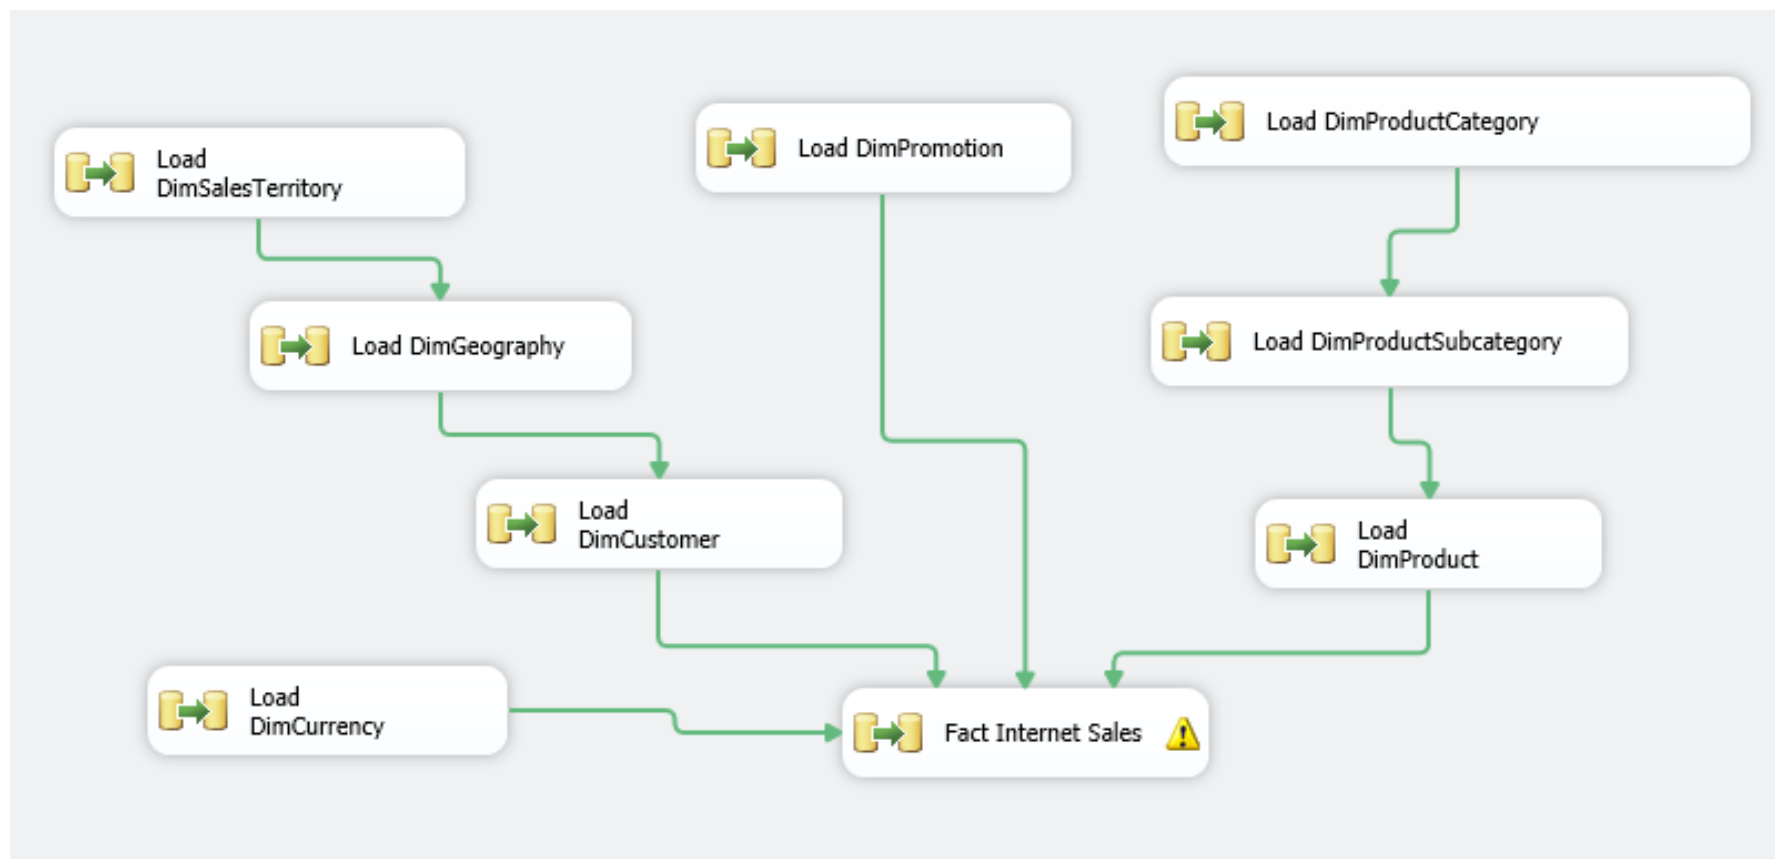 Load DimProductCategory
Load DimPromotion
Load
DimSalesTerritory
Load DimGeography
Load DimProductSubcategory
Load
DimCustomer
Load
DimProduct
Load
DimCurrency
Fact Internet Sales